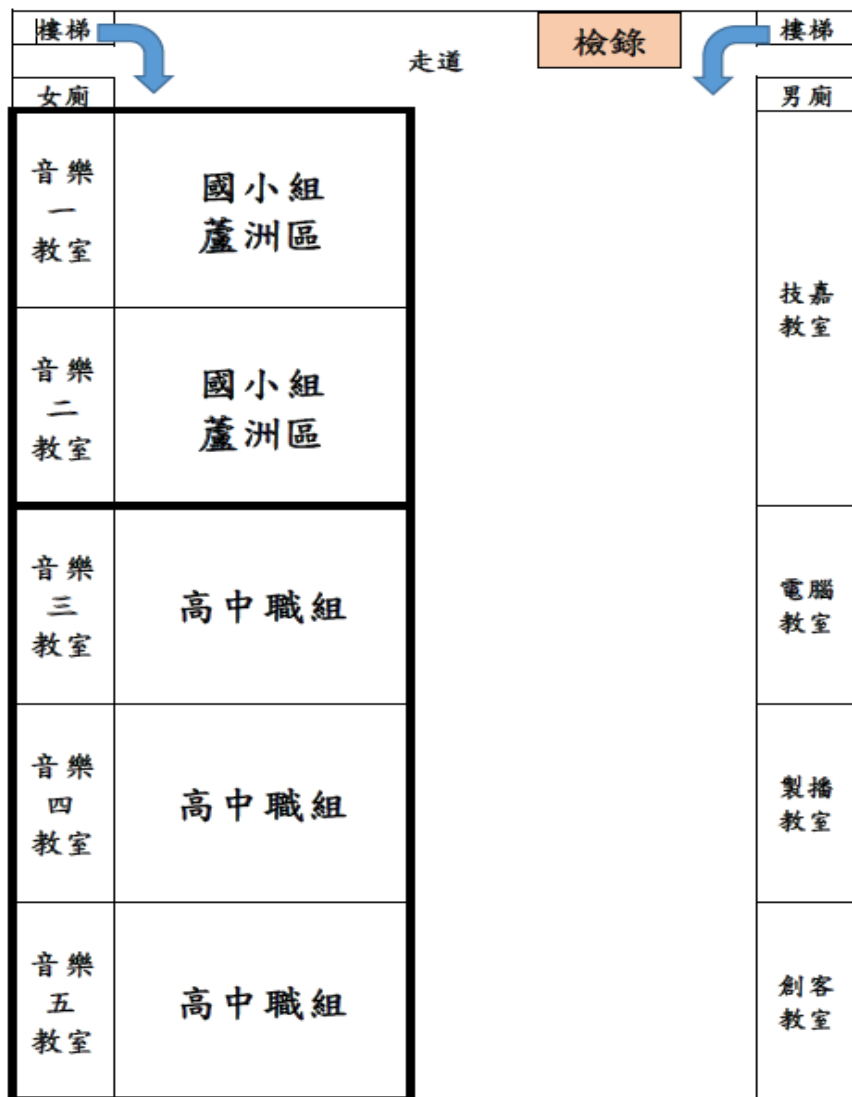 樓梯
走道
檢錄
樓梯
女廁
男廁
音樂
一
教室
國小組
蘆洲區
技嘉
教室
音樂
二
教室
國小組
蘆洲區
音樂
三
教室
高中職組
電腦
教室
音樂
四
教室
高中職組
製播
教室
音樂
五
教室
高中職組
創客
教室